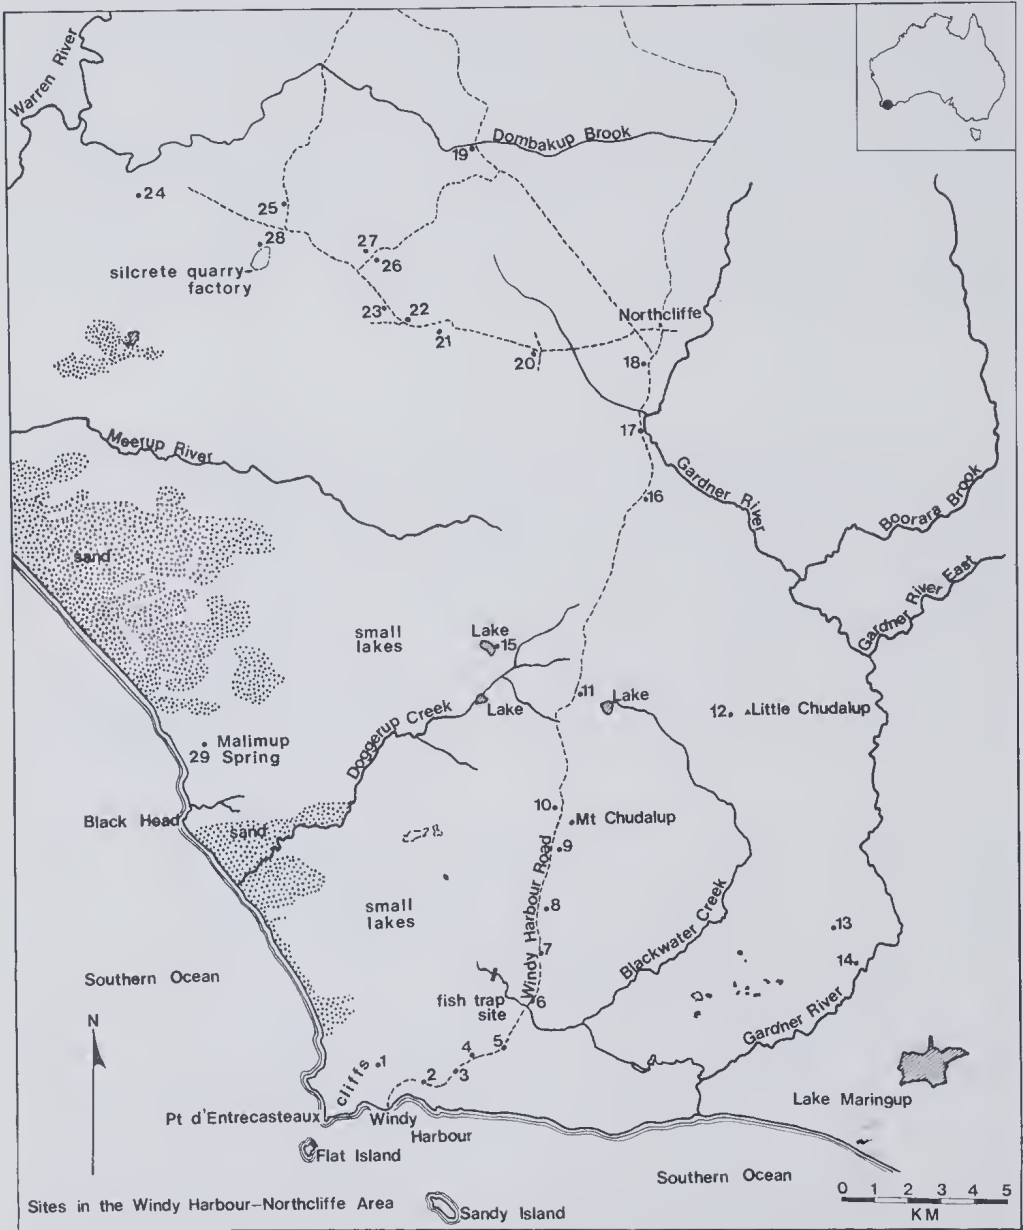 Warren River
Dombakup Brook
19
24
25
28
27
26
silcrete quarry
factory
23
22
21
20
Northcliffe
18
17
Meerup River
Gardner River
16
Boorara Brook
sand
Gardner River East
small
lakes
Lake
15
11
Lake
Lake
12
Little Chudalup
Doggerup Creek
Malimup
29 Spring
10
Mt Chudalup
Black Head
sand
9
small
lakes
8
Windy Harbour Road
Blackwater Creek
13
7
14
Southern Ocean
fish trap
site
6
Gardner River
N
5
4
cliffs
1
2
3
Lake Maringup
Pt d'Entrecasteaux
Windy
Harbour
Flat Island
Southern Ocean
0 1 2 3 4 5
KM
Sites in the Windy Harbour–Northcliffe Area
Sandy Island